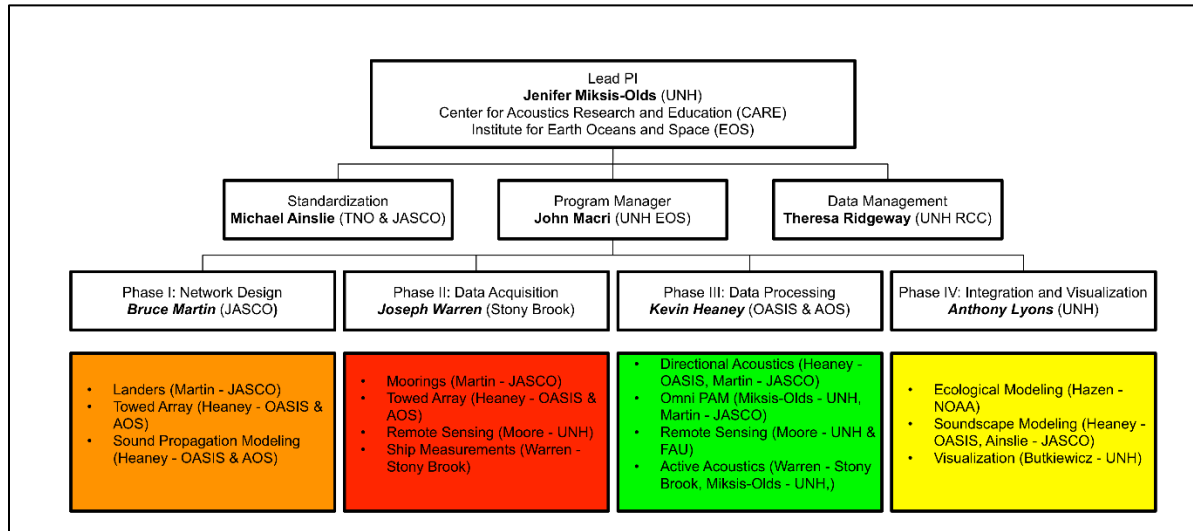 Lead PI
Jenifer Miksis-Olds (UNH)
Center for Acoustics Research and Education (CARE)
Institute for Earth Oceans and Space (EOS)
Standardization
Michael Ainslie (TNO & JASCO)
Program Manager
John Macri (UNH EOS)
Data Management
Theresa Ridgeway (UNH RCC)
Phase I: Network Design
Bruce Martin (JASCO)
Phase II: Data Acquisition
Joseph Warren (Stony Brook)
Phase III: Data Processing
Kevin Heaney (OASIS & AOS)
Phase IV: Integration and Visualization
Anthony Lyons (UNH)
• Landers (Martin - JASCO)
• Towed Array (Heaney - OASIS &
AOS)
• Sound Propagation Modeling
(Heaney - OASIS & AOS)
• Moorings (Martin - JASCO)
• Towed Array (Heaney - OASIS &
AOS)
• Remote Sensing (Moore - UNH)
• Ship Measurements (Warren -
Stony Brook)
• Directional Acoustics (Heaney -
OASIS, Martin - JASCO)
• Omni PAM (Miksis-Olds - UNH,
Martin - JASCO)
• Remote Sensing (Moore - UNH &
FAU)
• Active Acoustics (Warren - Stony
Brook, Miksis-Olds - UNH,)
• Ecological Modeling (Hazen -
NOAA)
• Soundscape Modeling (Heaney -
OASIS, Ainslie - JASCO)
• Visualization (Butkiewicz - UNH)